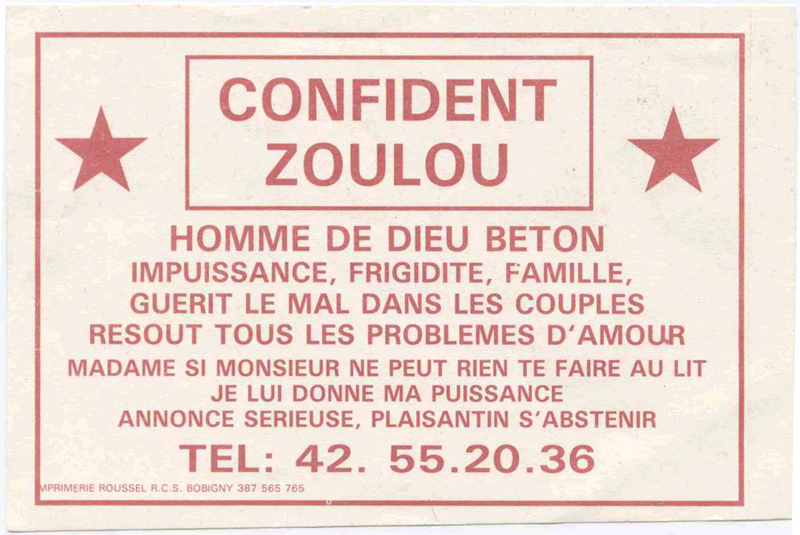 CONFIDENT
ZOULOU
HOMME DE DIEU BETON
IMPUISSANCE, FRIGIDITE, FAMILLE,
GUERIT LE MAL DANS LES COUPLES
RESOUT TOUS LES PROBLEMES D'AMOUR
MADAME SI MONSIEUR NE PEUT RIEN TE FAIRE AU LIT
JE LUI DONNE MA PUISSANCE
ANNONCE SERIEUSE, PLAISANTIN S'ABSTENIR
TEL: 42. 55.20.36
MPRIMERIE ROUSSEL R.C.S. BOBIGNY 387 565 765